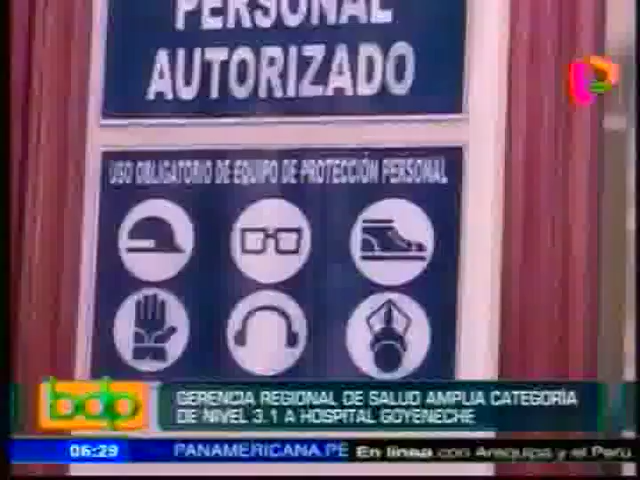 PERSONAL
AUTORIZADO
USO OBLIGATORIO DE EQUIPO DE PROTECCIÓN PERSONAL
P
bdp
GERENCIA REGIONAL DE SALUD AMPLIA CATEGORÍA
DE NIVEL 3.1 A HOSPITAL GOYENECHE
06:29 PANAMERICANA.PE En línea con Arequipa y el Perú